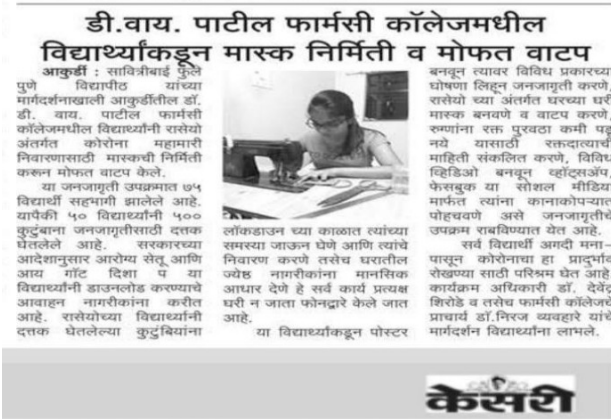 डी.वाय. पाटील फार्मसी कॉलेजमधील
विद्यार्थ्यांकडून मास्क निर्मिती व मोफत वाटप
आकुर्डी : सावित्रीबाई फुले
पुणे विद्यापीठ यांच्या
मार्गदर्शनाखाली आकुर्डीतील डॉ.
डी. वाय. पाटील फार्मसी
कॉलेजमधील विद्यार्थ्यांनी रासेयो
अंतर्गत कोरोना महामारी
निवारणासाठी मास्कची निर्मिती
करून मोफत वाटप केले.
या जनजागृती उपक्रमात ७५
विद्यार्थी सहभागी झालेले आहे.
यापैकी ५० विद्यार्थ्यांनी ५००
कुटुंबाना जनजागृतीसाठी दत्तक
घेतलेले आहे. सरकारच्या
आदेशानुसार आरोग्य सेतू आणि
आय गॉट दिशा प या
विद्यार्थ्यांनी डाउनलोड करण्याचे
आवाहन नागरीकांना करीत
आहे. रासेयोच्या विद्यार्थ्यांनी
दत्तक घेतलेल्या कुटुंबियांना
लॉकडाउन च्या काळात त्यांच्या
समस्या जाऊन घेणे आणि त्यांचे
निवारण करणे तसेच घरातील
ज्येष्ठ नागरीकांना मानसिक
आधार देणे हे सर्व कार्य प्रत्यक्ष
घरी न जाता फोनद्वारे केले जात
आहे.
या विद्यार्थ्यांकडून पोस्टर
बनवून त्यावर विविध प्रकारच्या
घोषणा लिहून जनजागृती करणे,
रासेयो च्या अंतर्गत घरच्या घरी
मास्क बनवणे व वाटप करणे,
रुग्णांना रक्त पुरवठा कमी पडू
नये यासाठी रक्तदात्याची
माहिती संकलित करणे, विविध
व्हिडिओ बनवून व्हॉट्सॲप,
फेसबुक या सोशल मीडिया
मार्फत त्यांना कानाकोपऱ्यात
पोहचवणे असे जनजागृतीचे
उपक्रम राबविण्यात येत आहे.
सर्व विद्यार्थी अगदी मना-
पासून कोरोनाचा हा प्रादुर्भाव
रोखण्या साठी परिश्रम घेत आहे.
कार्यक्रम अधिकारी डॉ. देवेंद्र
शिरोडे व तसेच फार्मसी कॉलेजचे
प्राचार्य डॉ.निरज व्यवहारे यांचे
मार्गदर्शन विद्यार्थ्यांना लाभले.
केसरी